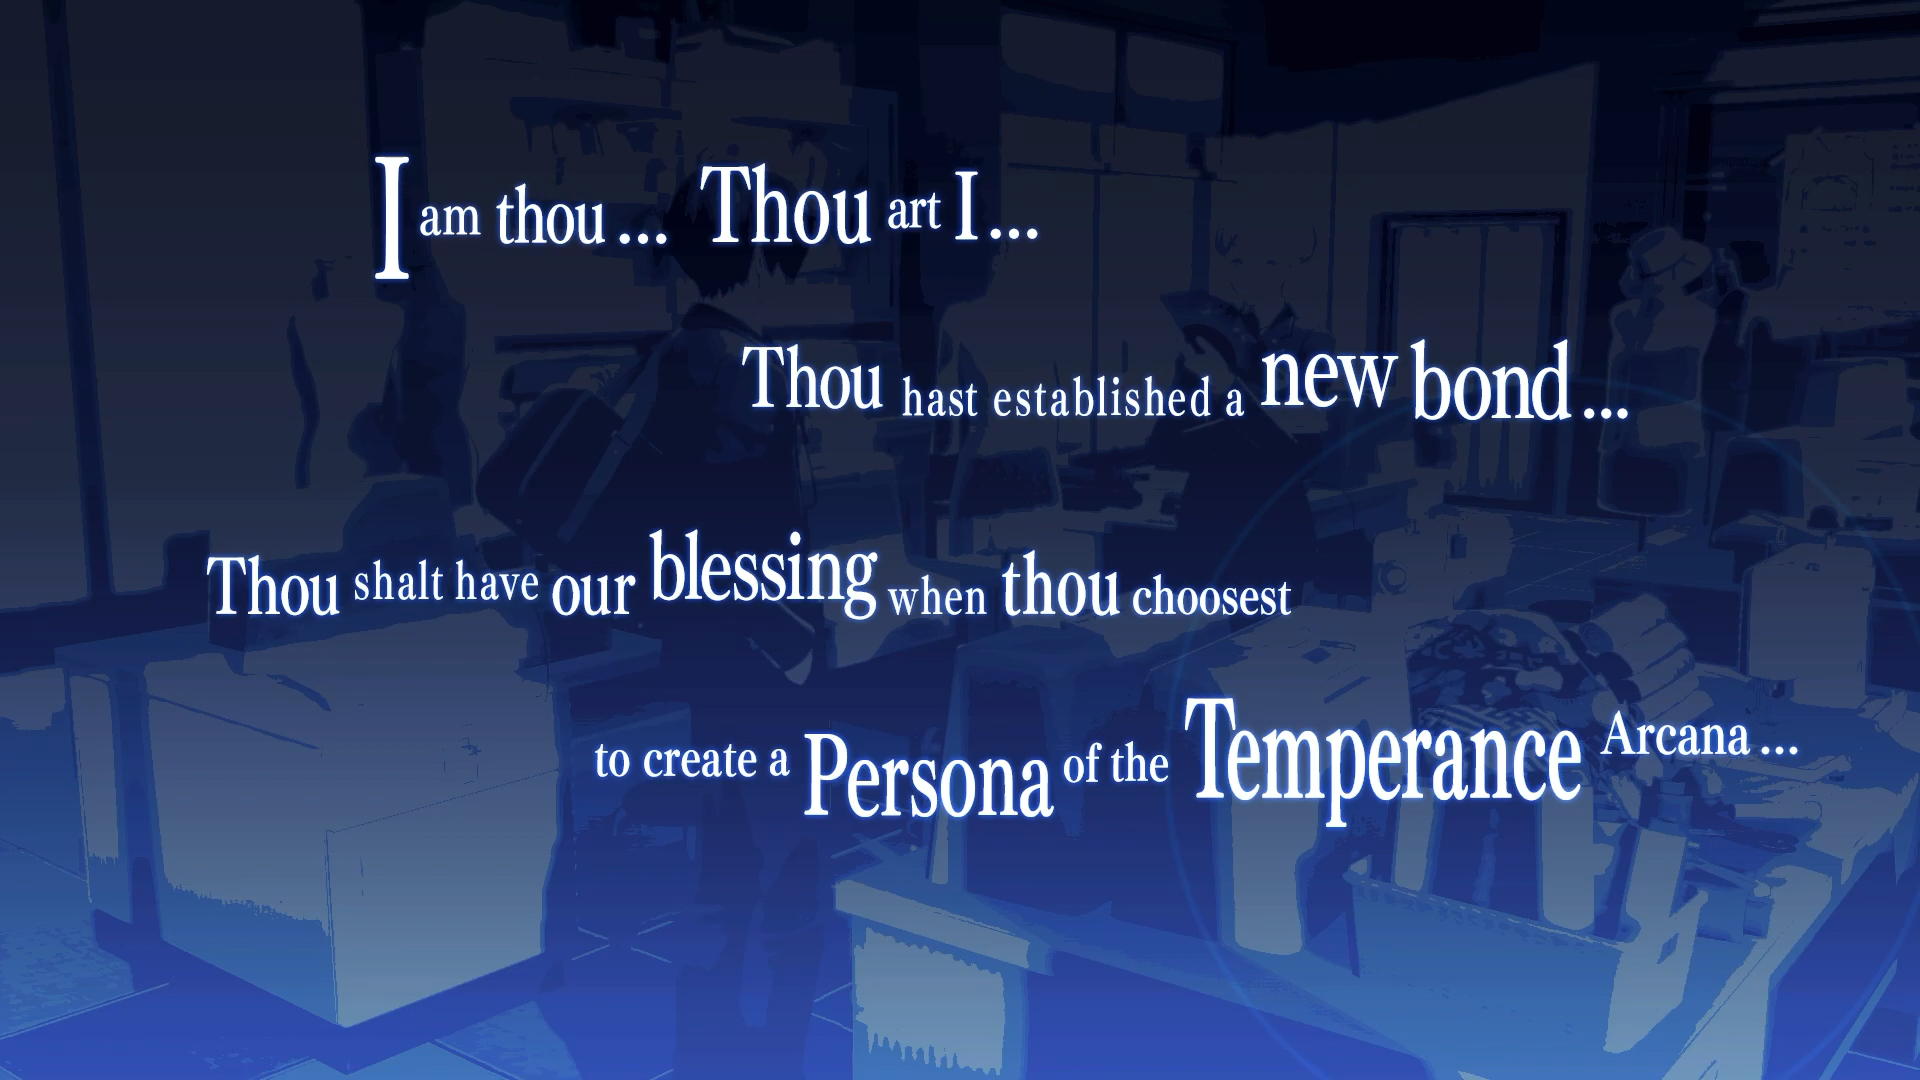 I am thou... Thou art I...
Thou hast established a new bond...
Thou shalt have our blessing when thou choosest
to create a Persona of the Temperance Arcana...